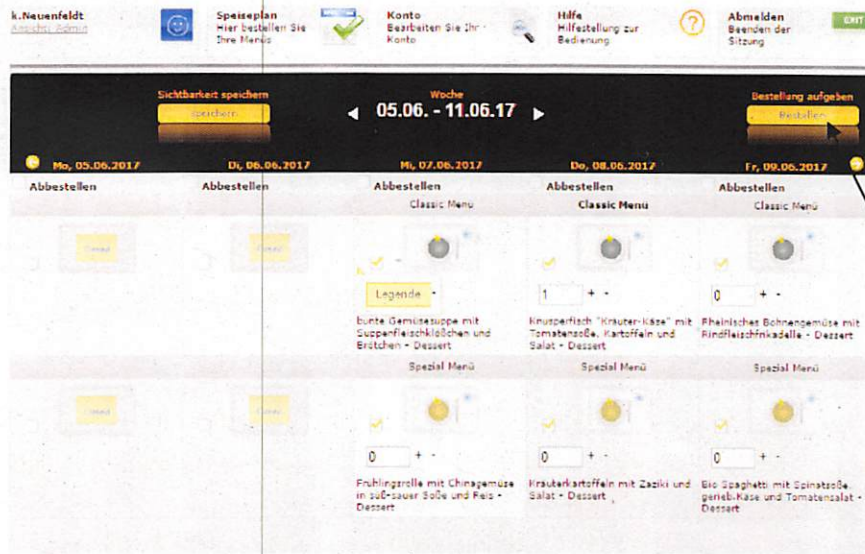 k.Neuenfeldt
Ansicht: Admin
Speiseplan
Hier bestellen Sie
Ihre Menüs
Konto
Bearbeiten Sie Ihr
Konto
Hilfe
Hilfestellung zur
Bedienung
Abmelden
Beenden der
Sitzung
EXIT
Sichtbarkeit speichern
speichern
Woche
05.06. - 11.06.17
Bestellung aufgeben
Bestellen
Mo, 05.06.2017
Di, 06.06.2017
Mi, 07.06.2017
Do, 08.06.2017
Fr, 09.06.2017
Abbestellen
Abbestellen
Abbestellen
Abbestellen
Abbestellen
Classic Menü
Classic Menü
Classic Menü
Legende -
1 + -
0 + -
bunte Gemüsesuppe mit
Suppenfleischklößchen und
Brötchen - Dessert
Knusperfisch "Kräuter-Käse" mit
Tomatensoße, Kartoffeln und
Salat - Dessert
Rheinisches Bohnengemüse mit
Rindfleischfrikadelle - Dessert
Spezial Menü
Spezial Menü
Spezial Menü
0 + -
0 + -
0 + -
Frühlingsrolle mit Chinagemüse
in süß-sauer Soße und Reis -
Dessert
Kräuterkartoffeln mit Zaziki und
Salat - Dessert
Bio Spaghetti mit Spinatsoße,
gerieb.Käse und Tomatensalat -
Dessert